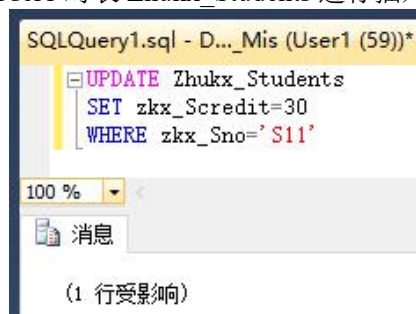 SQLQuery1.sql - D..._Mis (User1 (59))*
UPDATE Zhukx_Students
SET zkx_Scredit=30
WHERE zkx_Sno='S11'
100 %
消息
(1 行受影响)